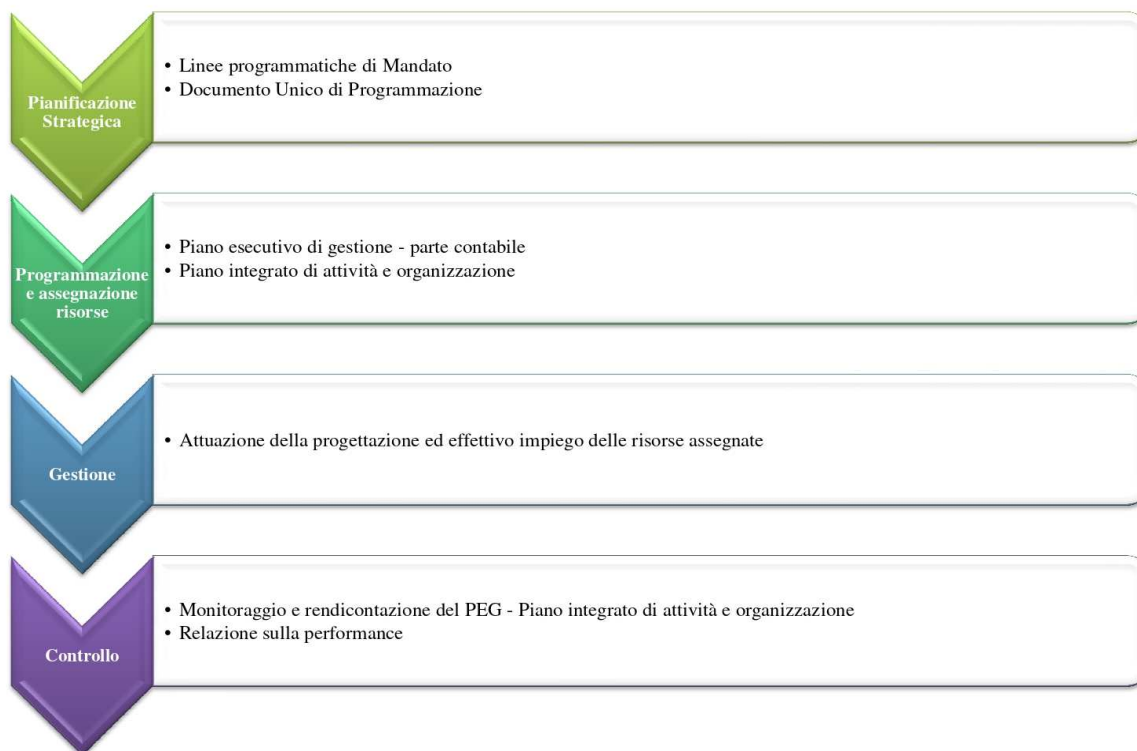 Pianificazione
Strategica
• Linee programmatiche di Mandato
• Documento Unico di Programmazione
Programmazione
e assegnazione
risorse
• Piano esecutivo di gestione - parte contabile
• Piano integrato di attività e organizzazione
Gestione
• Attuazione della progettazione ed effettivo impiego delle risorse assegnate
Controllo
• Monitoraggio e rendicontazione del PEG - Piano integrato di attività e organizzazione
• Relazione sulla performance